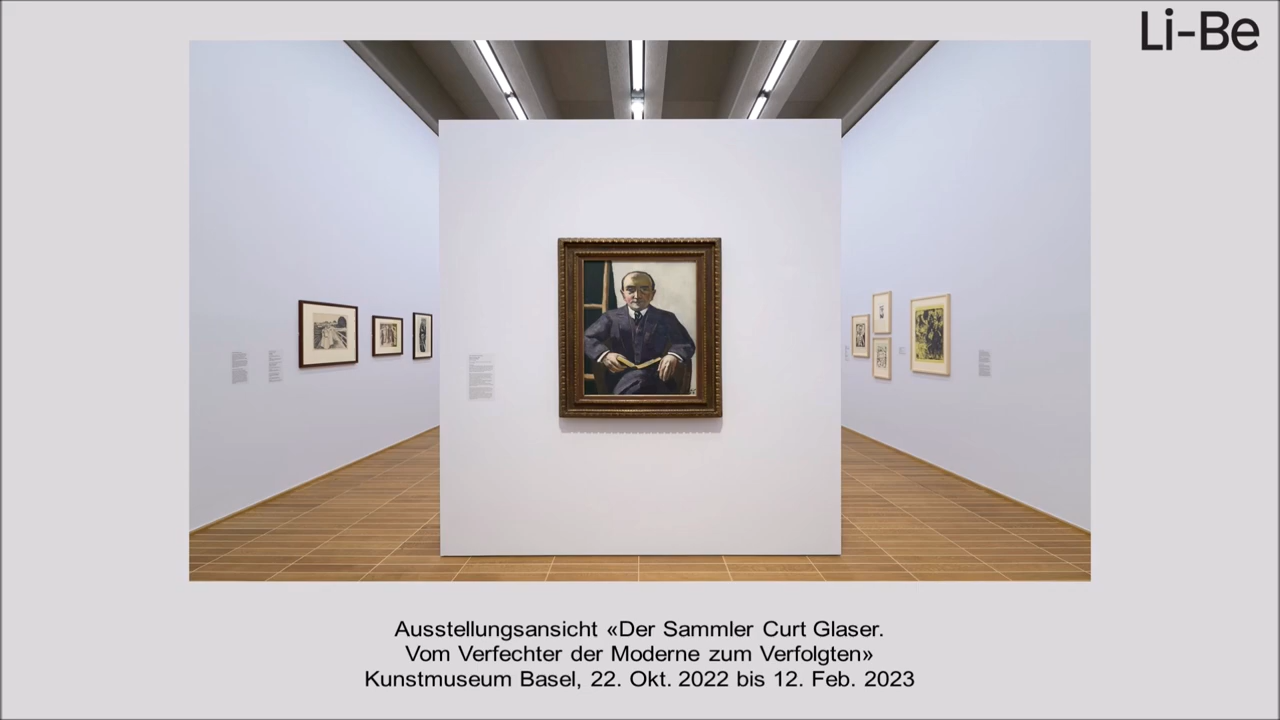 Li-Be
Ausstellungsansicht «Der Sammler Curt Glaser.
Vom Verfechter der Moderne zum Verfolgten»
Kunstmuseum Basel, 22. Okt. 2022 bis 12. Feb. 2023